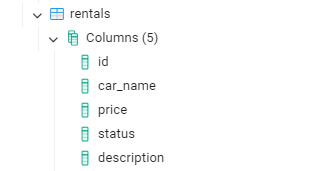 rentals
Columns (5)
id
car_name
price
status
description